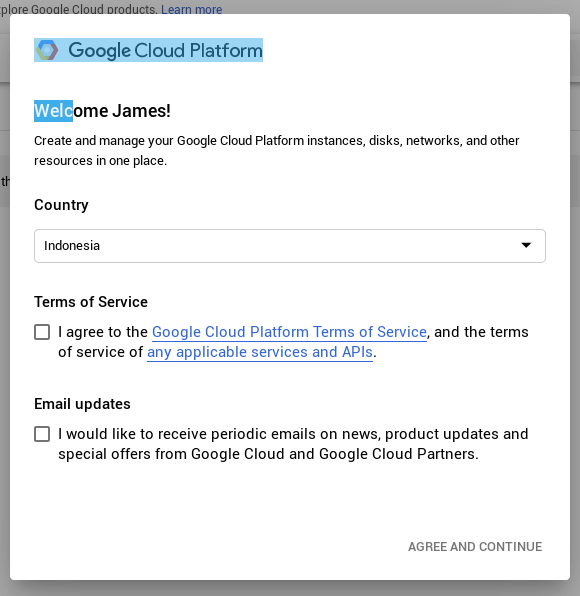 xplore Google Cloud products. Learn more
Google Cloud Platform
Welcome James!
Create and manage your Google Cloud Platform instances, disks, networks, and other
resources in one place.
Country
Indonesia
th
Terms of Service
I agree to the Google Cloud Platform Terms of Service, and the terms
of service of any applicable services and APIs.
Email updates
I would like to receive periodic emails on news, product updates and
special offers from Google Cloud and Google Cloud Partners.
AGREE AND CONTINUE